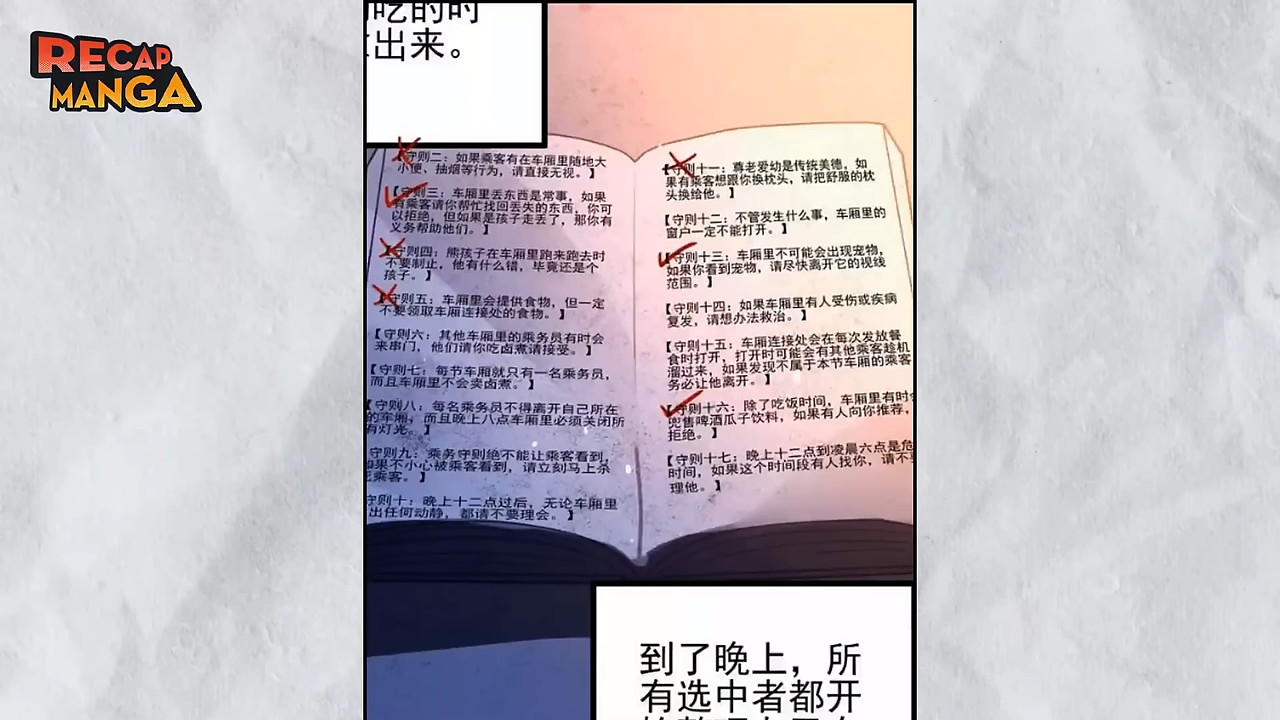 RECAP
MANGA
吃的时
出来。
【守则二：如果乘客有在车厢里随地大
小便、抽烟等行为，请直接无视。】
【守则三：车厢里丢东西是常事，如果
有乘客请你帮忙找回丢失的东西，你可
以拒绝，但如果是孩子走丢了，那你有
义务帮助他们。】
【守则四：熊孩子在车厢里跑来跑去时
不要制止，他有什么错，毕竟还是个
孩子。】
【守则五：车厢里会提供食物，但一定
不要领取车厢连接处的食物。】
【守则六：其他车厢里的乘务员有时会
来串门，他们请你吃卤煮请接受。】
【守则七：每节车厢就只有一名乘务员，
而且车厢里不会卖卤煮。】
守则八：每名乘务员不得离开自己所在
的车厢，而且晚上八点车厢里必须关闭所
有灯光。】
守则九：乘务守则绝不能让乘客看到，
如果不小心被乘客看到，请立刻马上杀
死乘客。】
守则十：晚上十二点过后，无论车厢里
出任何动静，都请不要理会。】
【守则十一：尊老爱幼是传统美德，如
果有乘客想跟你换枕头，请把舒服的枕
头换给他。】
【守则十二：不管发生什么事，车厢里的
窗户一定不能打开。】
【守则十三：车厢里不可能会出现宠物，
如果你看到宠物，请尽快离开它的视线
范围。】
【守则十四：如果车厢里有人受伤或疾病
复发，请想办法救治。】
【守则十五：车厢连接处会在每次发放餐
食时打开，打开时可能会有其他乘客趁机
溜过来，如果发现不属于本节车厢的乘客
务必让他离开。】
【守则十六：除了吃饭时间，车厢里有时会
兜售啤酒瓜子饮料，如果有人向你推荐，
拒绝。】
【守则十七：晚上十二点到凌晨六点是危
时间，如果这个时间段有人找你，请不要
理他。】
到了晚上，所
有选中者都开